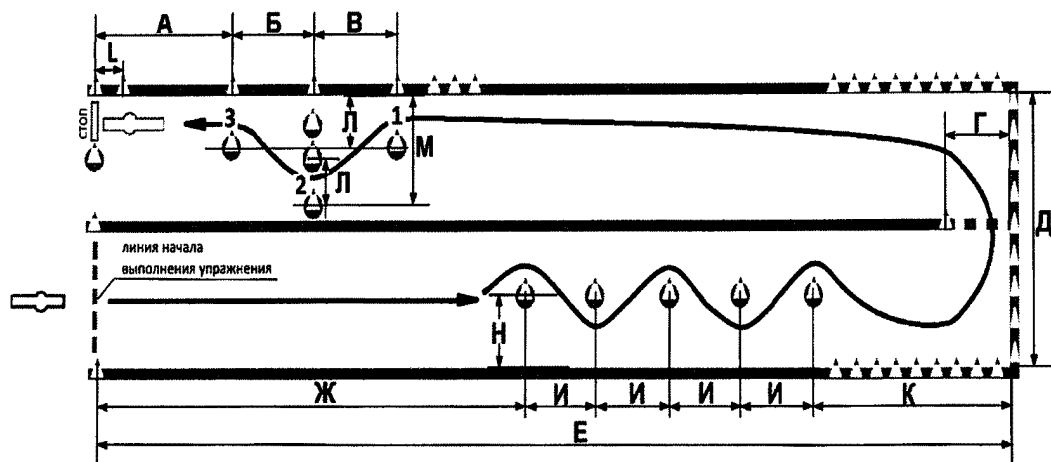 А Б В
L
СТОП
3 Л 1 М Г
2 Л
Д
линия начала
выполнения упражнения
Н
Ж И И И И К
Е